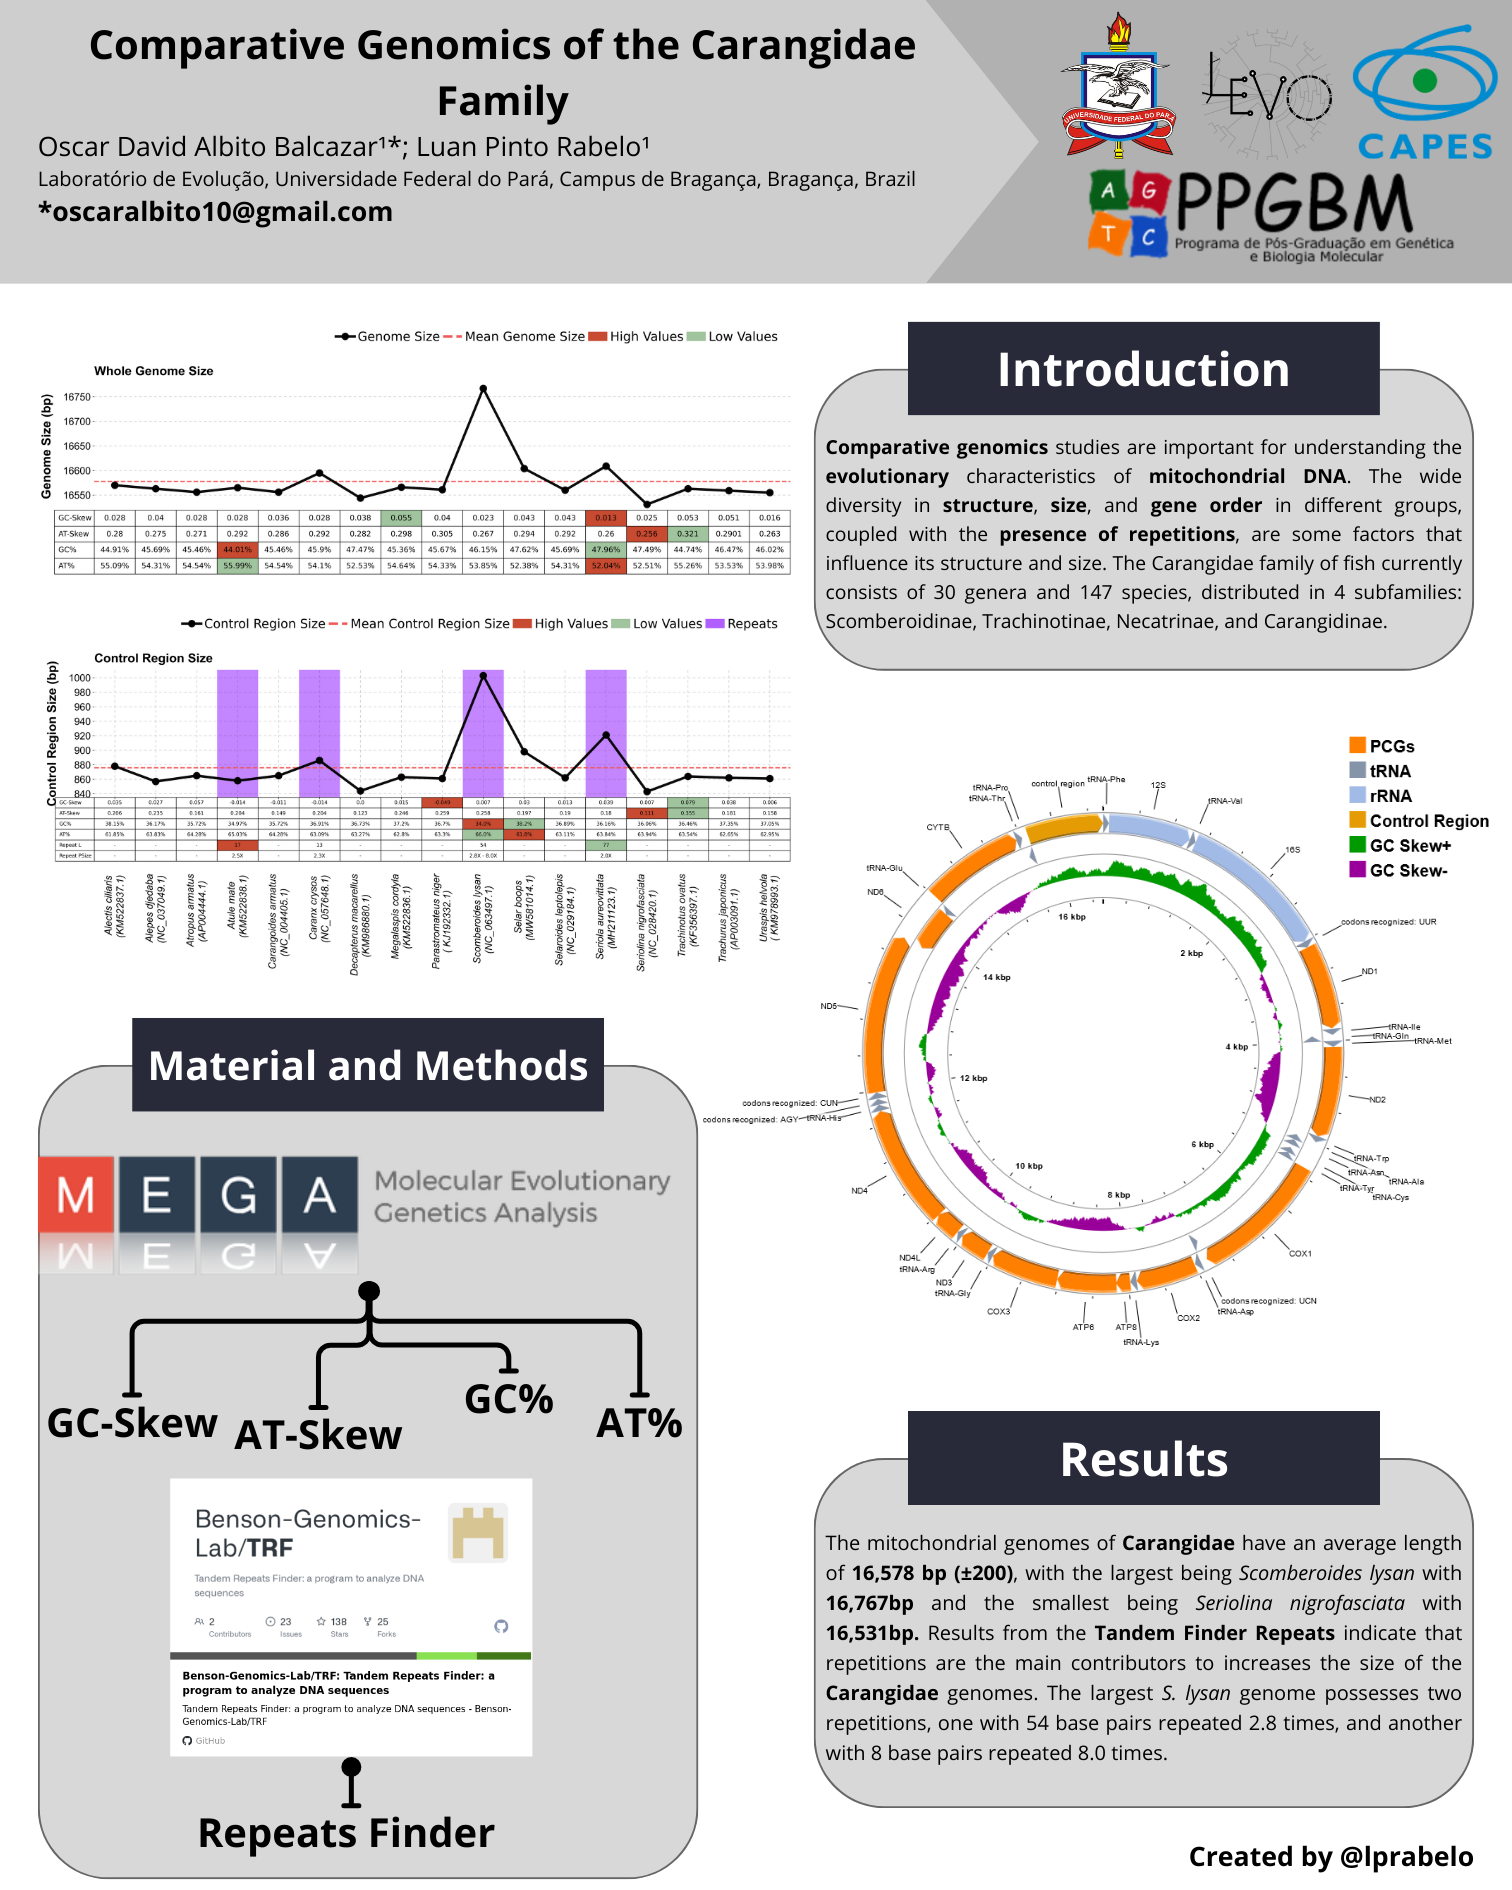 Comparative Genomics of the Carangidae
Family
Oscar David Albito Balcazar¹*; Luan Pinto Rabelo¹
Laboratório de Evolução, Universidade Federal do Pará, Campus de Bragança, Bragança, Brazil
*oscaralbito10@gmail.com
UNIVERSIDADE FEDERAL DO PARÁ
LEVO
CAPES
A G
T C
PPGBM
Programa de Pós-Graduação em Genética
e Biologia Molecular
Genome Size Mean Genome Size High Values Low Values
Whole Genome Size
Genome Size (bp)
16750
16700
16650
16600
16550
GC-Skew 0.028 0.04 0.028 0.028 0.036 0.028 0.038 0.055 0.04 0.023 0.043 0.043 0.013 0.025 0.053 0.051 0.016
AT-Skew 0.28 0.275 0.271 0.292 0.286 0.292 0.282 0.298 0.305 0.267 0.294 0.292 0.26 0.256 0.321 0.2901 0.263
GC% 44.91% 45.69% 45.46% 44.01% 45.46% 45.9% 47.47% 45.36% 45.67% 46.15% 47.62% 45.69% 47.96% 47.49% 44.74% 46.47% 46.02%
AT% 55.09% 54.31% 54.54% 55.99% 54.54% 54.1% 52.53% 54.64% 54.33% 53.85% 52.38% 54.31% 52.04% 52.51% 55.26% 53.53% 53.98%
Control Region Size Mean Control Region Size High Values Low Values Repeats
Control Region Size
Control Region Size (bp)
1000
980
960
940
920
900
880
860
840
GC-Skew 0.035 0.027 0.057 -0.014 -0.011 -0.014 0.0 0.015 0.007 0.03 0.013 0.039 0.007 0.079 0.038 0.006
AT-Skew 0.206 0.235 0.161 0.204 0.149 0.204 0.123 0.246 0.259 0.258 0.197 0.19 0.18 0.111 0.355 0.181 0.158
GC% 38.15% 36.17% 35.72% 34.97% 35.72% 36.91% 36.73% 37.2% 36.7% 34.0% 38.2% 36.89% 36.16% 36.06% 36.46% 37.35% 37.05%
AT% 61.85% 63.83% 64.28% 65.03% 64.28% 63.09% 63.27% 62.8% 63.3% 66.0% 63.11% 63.84% 63.94% 63.54% 62.65% 62.95%
Repeat L - - - 17 - 13 - - - 54 - - 77 - - - -
Repeat PSize - - - 2.5X - 2.3X - - - 2.8X - 8.0X - - 2.0X - - - -
Alectis ciliaris
(KM522837.1)
Alepes djedaba
(NC_037049.1)
Atropus armatus
(AP004444.1)
Atule mate
(KM522838.1)
Carangoides armatus
(NC_004405.1)
Caranx crysos
(NC_057648.1)
Decapterus macarellus
(KM986880.1)
Megalaspis cordyla
(KM522836.1)
Parastromateus niger
( KJ192332.1)
Scomberoides lysan
(NC_063497.1)
Selar boops
(MW581014.1)
Selaroides leptolepis
(NC_029184.1)
Seriola aureovittata
(MH211123.1)
Seriolina nigrofasciata
(NC_028420.1)
Trachinotus ovatus
(KF356397.1)
Trachurus japonicus
(AP003091.1)
Uraspis helvola
( KM978993.1)
Introduction
Comparative genomics studies are important for understanding the
evolutionary characteristics of mitochondrial DNA. The wide
diversity in structure, size, and gene order in different groups,
coupled with the presence of repetitions, are some factors that
influence its structure and size. The Carangidae family of fish currently
consists of 30 genera and 147 species, distributed in 4 subfamilies:
Scomberoidinae, Trachinotinae, Necatrinae, and Carangidinae.
PCGs
tRNA
rRNA
Control Region
GC Skew+
GC Skew-
control region
tRNA-Phe
12S
tRNA-Val
16S
codons recognized: UUR
ND1
tRNA-Ile
tRNA-Gln
tRNA-Met
ND2
tRNA-Trp
tRNA-Asn
tRNA-Ala
tRNA-Tyr
tRNA-Cys
COX1
codons recognized: UCN
tRNA-Asp
COX2
tRNA-Lys
ATP8
ATP6
COX3
tRNA-Gly
ND3
tRNA-Arg
ND4L
ND4
tRNA-His
codons recognized: AGY
codons recognized: CUN
ND5
ND6
tRNA-Glu
CYTB
tRNA-Thr
tRNA-Pro
2 kbp
4 kbp
6 kbp
8 kbp
10 kbp
12 kbp
14 kbp
16 kbp
Material and Methods
MEGA
Molecular Evolutionary
Genetics Analysis
GC-Skew
AT-Skew
GC%
AT%
Benson-Genomics-
Lab/TRF
Tandem Repeats Finder: a program to analyze DNA
sequences
2 23 138 25
Contributors Issues Stars Forks
Benson-Genomics-Lab/TRF: Tandem Repeats Finder: a
program to analyze DNA sequences
Tandem Repeats Finder: a program to analyze DNA sequences - Benson-
Genomics-Lab/TRF
GitHub
Repeats Finder
Results
The mitochondrial genomes of Carangidae have an average length
of 16,578 bp (±200), with the largest being Scomberoides lysan with
16,767bp and the smallest being Seriolina nigrofasciata with
16,531bp. Results from the Tandem Finder Repeats indicate that
repetitions are the main contributors to increases the size of the
Carangidae genomes. The largest S. lysan genome possesses two
repetitions, one with 54 base pairs repeated 2.8 times, and another
with 8 base pairs repeated 8.0 times.
Created by @lprabelo